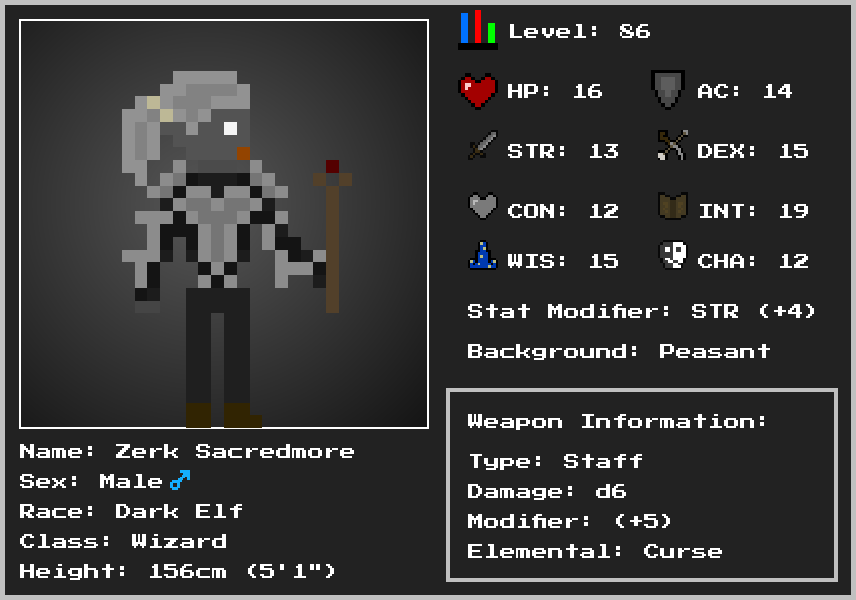 Level: 86
HP: 16 AC: 14
STR: 13 DEX: 15
CON: 12 INT: 19
WIS: 15 CHA: 12
Stat Modifier: STR (+4)
Background: Peasant
Weapon Information:
Type: Staff
Damage: d6
Modifier: (+5)
Elemental: Curse
Name: Zerk Sacredmore
Sex: Male♂
Race: Dark Elf
Class: Wizard
Height: 156cm (5'1")